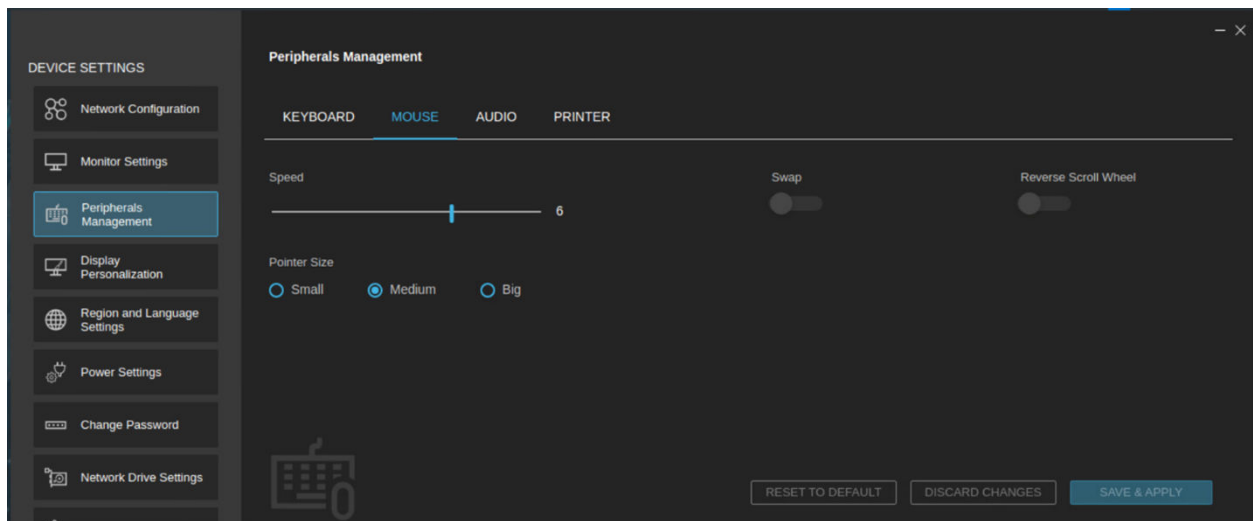 DEVICE SETTINGS
Network Configuration
Monitor Settings
Peripherals
Management
Display
Personalization
Region and Language
Settings
Power Settings
Change Password
Network Drive Settings
Peripherals Management
KEYBOARD MOUSE AUDIO PRINTER
Speed Swap Reverse Scroll Wheel
6
Pointer Size
Small Medium Big
RESET TO DEFAULT DISCARD CHANGES SAVE & APPLY